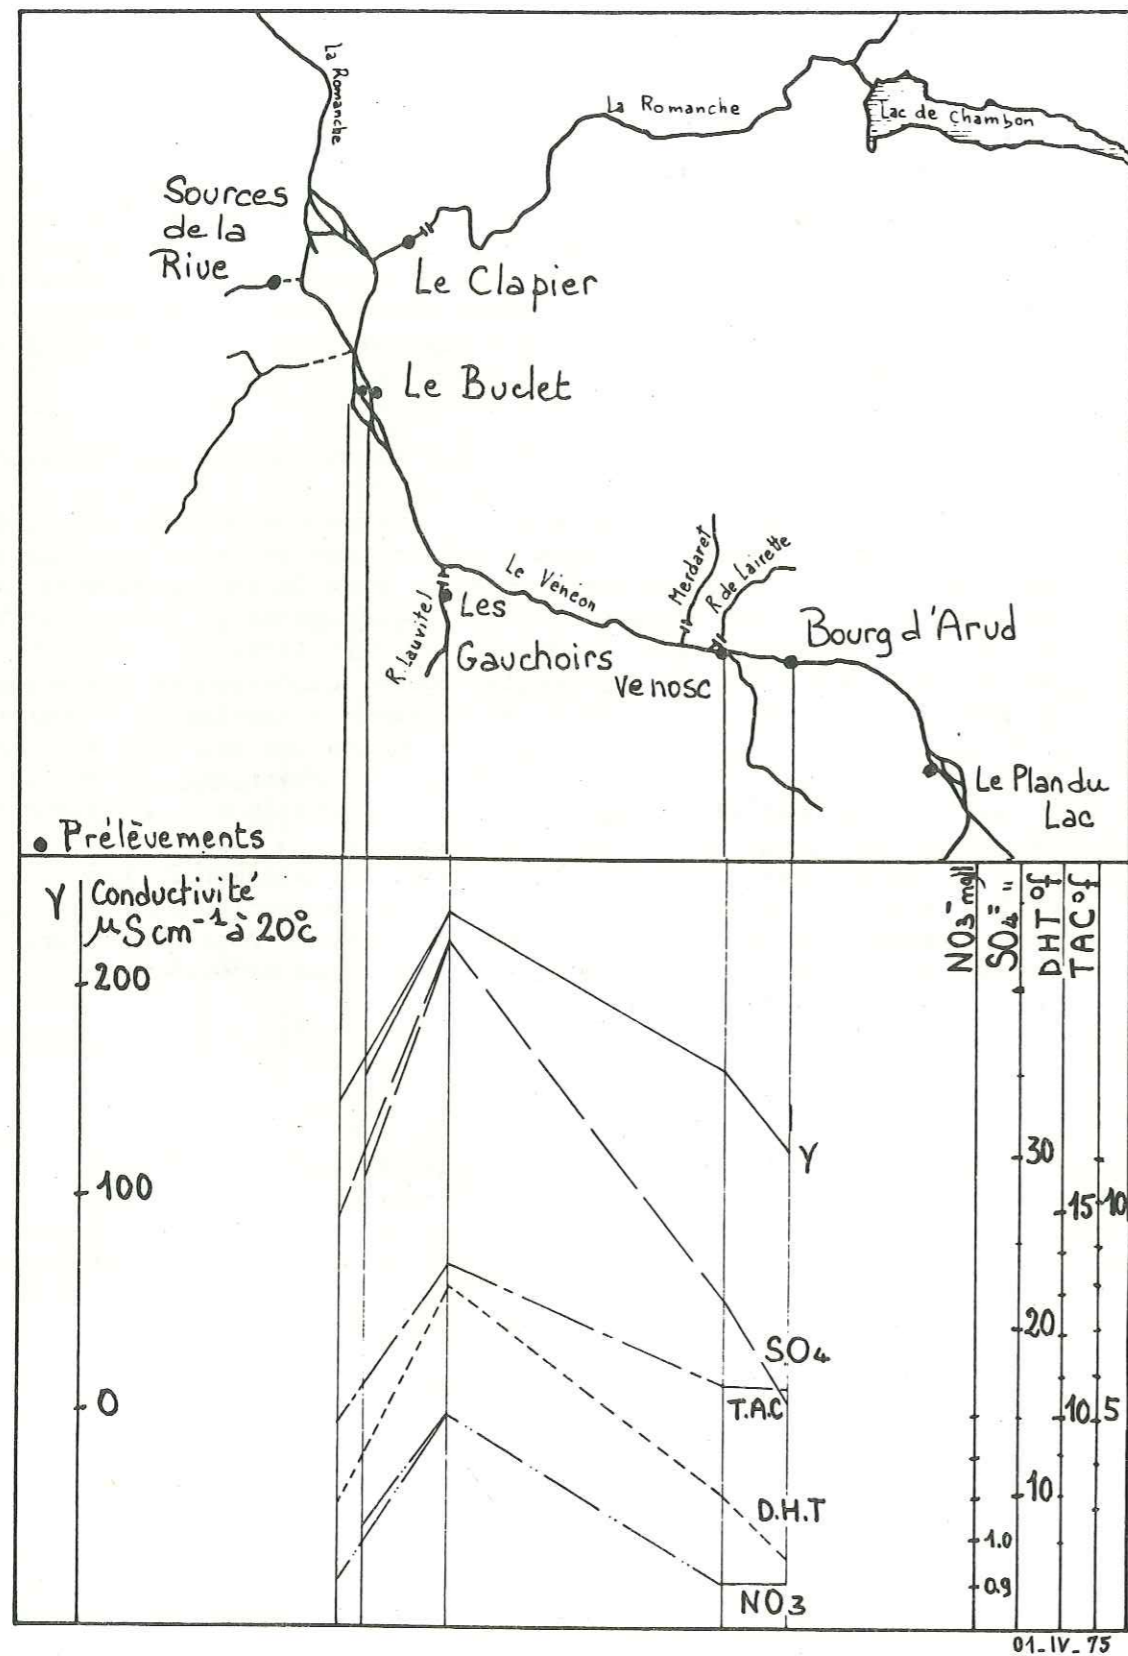 La Romanche
La Romanche
Lac de Chambon
Sources
de la
Rive
Le Clapier
Le Buclet
Merdaret
R. de Lairette
Le Vénéon
R. Lauvitel
Les
Gauchoirs
Venosc
Bourg d'Arud
Le Plan du
Lac
● Prélèvements
γ Conductivité
μS cm⁻¹ à 20°c
NO3⁻ mg/l
SO4⁼ "
DHT °f
TAC °f
200
100
0
γ
SO4
T.A.C
D.H.T
NO3
30
15 10
20
10 5
10
1.0
0.9
01_IV_75